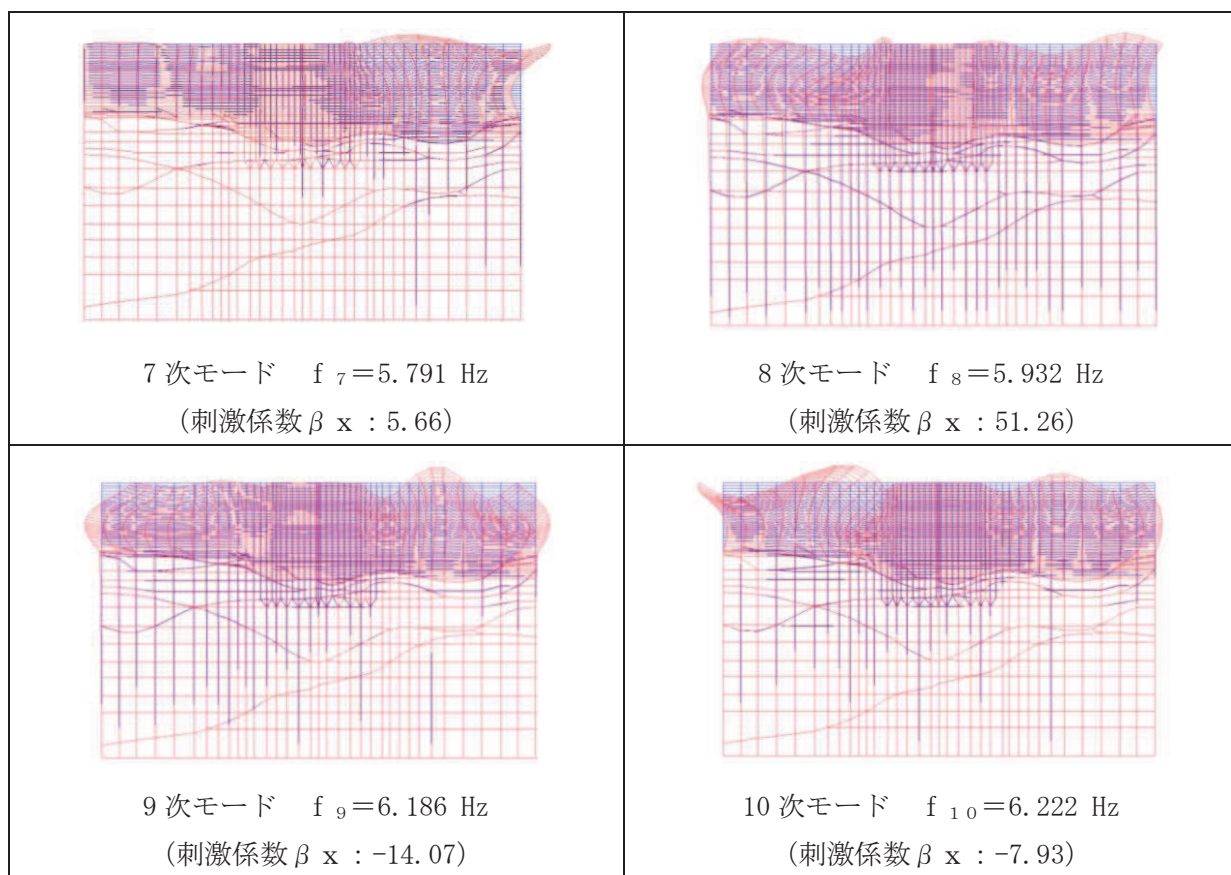 7次モード f ₇=5.791 Hz
(刺激係数β x : 5.66)
8次モード f ₈=5.932 Hz
(刺激係数β x : 51.26)
9次モード f ₉=6.186 Hz
(刺激係数β x : -14.07)
10次モード f ₁₀=6.222 Hz
(刺激係数β x : -7.93)